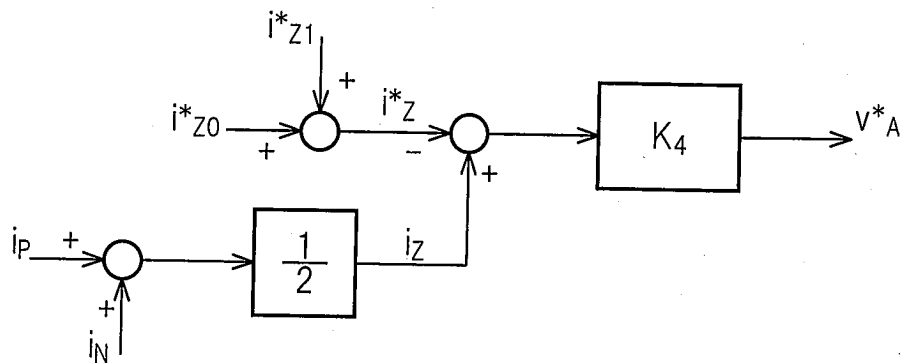 i*Z1
+
i*Z0
+
i*Z
−
+
K4
v*A
iP
+
+
iN
1
2
iZ